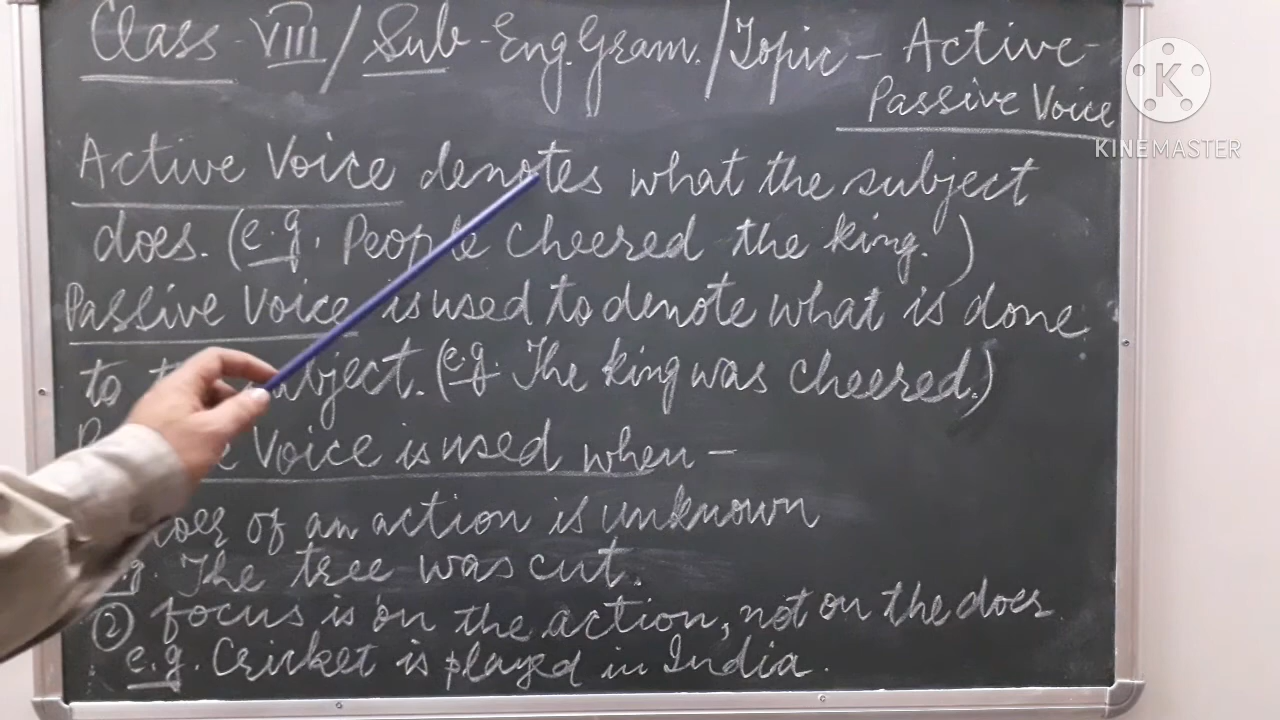 Class - VIII / Sub - Eng. Gram. / Topic - Active-
Passive Voice
K
KINEMASTER
Active Voice denotes what the subject
does. (e.g. People cheered the king.)
Passive Voice is used to denote what is done
to subject. (e.g. The king was cheered.)
Voice is used when -
doer of an action is unknown
e.g. The tree was cut.
② focus is on the action, not on the doer
e.g. Cricket is played in India.